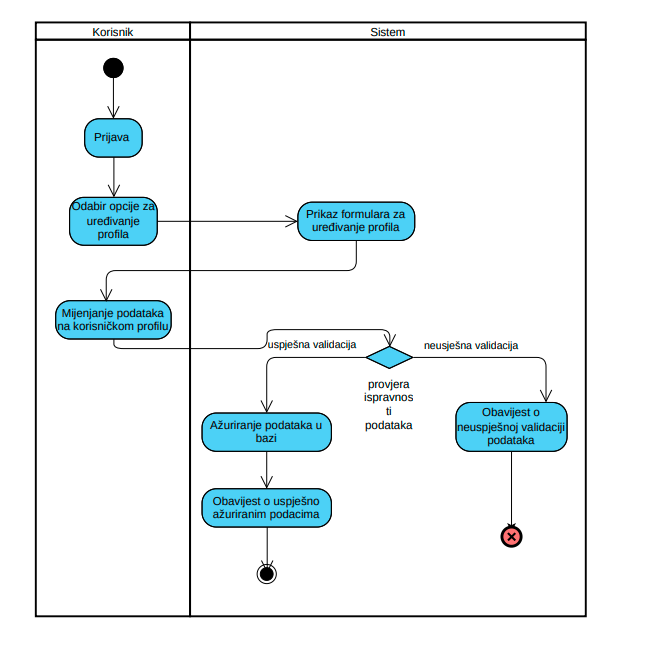 Korisnik
Sistem
Prijava
Odabir opcije za
uređivanje
profila
Prikaz formulara za
uređivanje profila
Mijenjanje podataka
na korisničkom profilu
uspješna validacija
neusješna validacija
provjera
ispravnos
ti
podataka
Ažuriranje podataka u
bazi
Obavijest o
neuspješnoj validaciji
podataka
Obavijest o uspješno
ažuriranim podacima